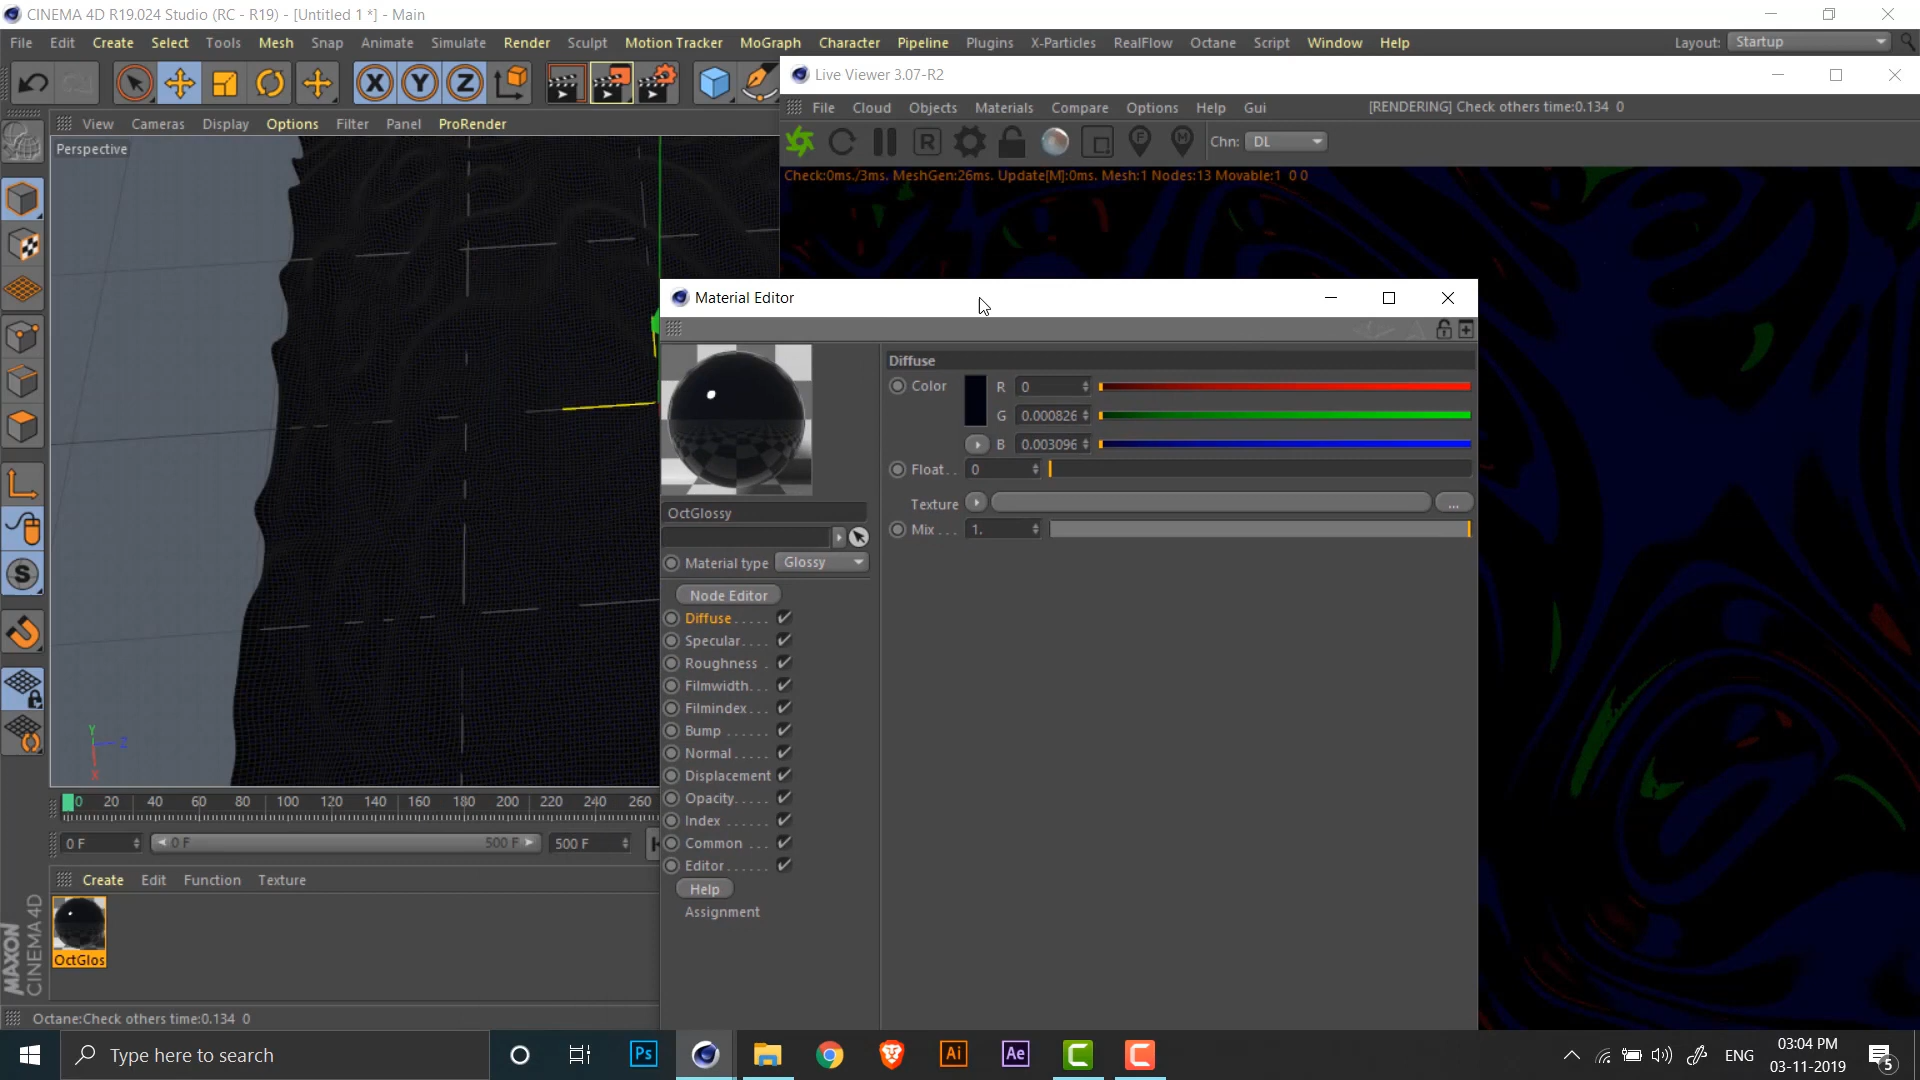 CINEMA 4D R19.024 Studio (RC - R19) - [Untitled 1 *] - Main
File Edit Create Select Tools Mesh Snap Animate Simulate Render Sculpt Motion Tracker MoGraph Character Pipeline Plugins X-Particles RealFlow Octane Script Window Help Layout: Startup
X Y Z
Live Viewer 3.07-R2
File Cloud Objects Materials Compare Options Help Gui [RENDERING] Check others time:0.134 0
R F M Chn: DL
View Cameras Display Options Filter Panel ProRender
Perspective
Check:0ms./3ms. MeshGen:26ms. Update[M]:0ms. Mesh:1 Nodes:13 Movable:1 0 0
Material Editor
Diffuse
Color R 0
G 0.000826
B 0.003096
Float . . 0
Texture ...
Mix . . . 1.
OctGlossy
Material type Glossy
Node Editor
Diffuse . . . . .
Specular. . . .
Roughness .
Filmwidth. . .
Filmindex. . .
Bump . . . . . .
Normal . . . . .
Displacement
Opacity. . . . .
Index . . . . . .
Common . . .
Editor. . . . . .
Help
Assignment
S
Y
Z
X
0 20 40 60 80 100 120 140 160 180 200 220 240 260
0 F 0 F 500 F 500 F
Create Edit Function Texture
OctGlos
MAXON
CINEMA 4D
Octane:Check others time:0.134 0
Type here to search
Ps
Ai
Ae
C
C
ENG
03:04 PM
03-11-2019
5